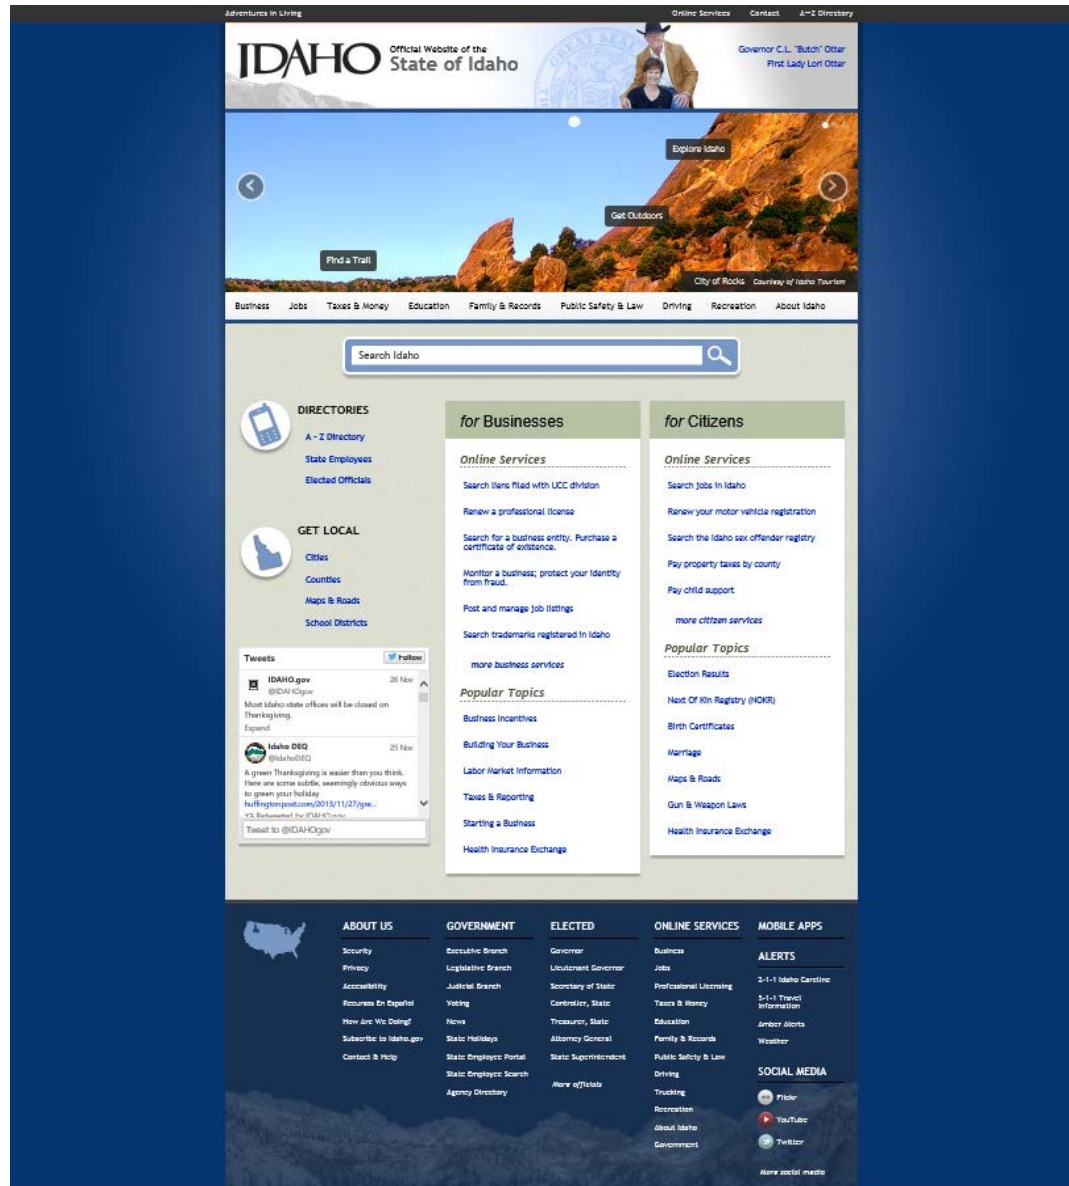 Adventures in Living
Online Services Contact A-Z Directory
IDAHO
Official Website of the
State of Idaho
Governor C.L. "Butch" Otter
First Lady Lori Otter
Explore Idaho
Get Outdoors
Find a Trail
City of Rocks Courtesy of Idaho Tourism
Business Jobs Taxes & Money Education Family & Records Public Safety & Law Driving Recreation About Idaho
Search Idaho
DIRECTORIES
A - Z Directory
State Employees
Elected Officials
GET LOCAL
Cities
Counties
Maps & Roads
School Districts
Tweets
Follow
IDAHO.gov
26 Nov
@IDAHOgov
Most Idaho state offices will be closed on
Thanksgiving.
Expand
Idaho DEQ
25 Nov
@IdahoDEQ
A green Thanksgiving is easier than you think.
Here are some subtle, seemingly obvious ways
to green your holiday
huffingtonpost.com/2013/11/27/gre...
Retweeted by IDAHO.gov
Tweet to @IDAHOgov
for Businesses
Online Services
Search liens filed with UCC division
Renew a professional license
Search for a business entity. Purchase a
certificate of existence.
Monitor a business; protect your identity
from fraud.
Post and manage job listings
Search trademarks registered in Idaho
more business services
Popular Topics
Business Incentives
Building Your Business
Labor Market Information
Taxes & Reporting
Starting a Business
Health Insurance Exchange
for Citizens
Online Services
Search jobs in Idaho
Renew your motor vehicle registration
Search the Idaho sex offender registry
Pay property taxes by county
Pay child support
more citizen services
Popular Topics
Election Results
Next Of Kin Registry (NOKR)
Birth Certificates
Marriage
Maps & Roads
Gun & Weapon Laws
Health Insurance Exchange
ABOUT US
Security
Privacy
Accessibility
Recursos En Español
How Are We Doing?
Subscribe to Idaho.gov
Contact & Help
GOVERNMENT
Executive Branch
Legislative Branch
Judicial Branch
Voting
News
State Holidays
State Employee Portal
State Employee Search
Agency Directory
ELECTED
Governor
Lieutenant Governor
Secretary of State
Controller, State
Treasurer, State
Attorney General
State Superintendent
More officials
ONLINE SERVICES
Business
Jobs
Professional Licensing
Taxes & Money
Education
Family & Records
Public Safety & Law
Driving
Trucking
Recreation
About Idaho
Government
MOBILE APPS
ALERTS
2-1-1 Idaho Careline
5-1-1 Travel
Information
Amber Alerts
Weather
SOCIAL MEDIA
Flickr
YouTube
Twitter
More social media